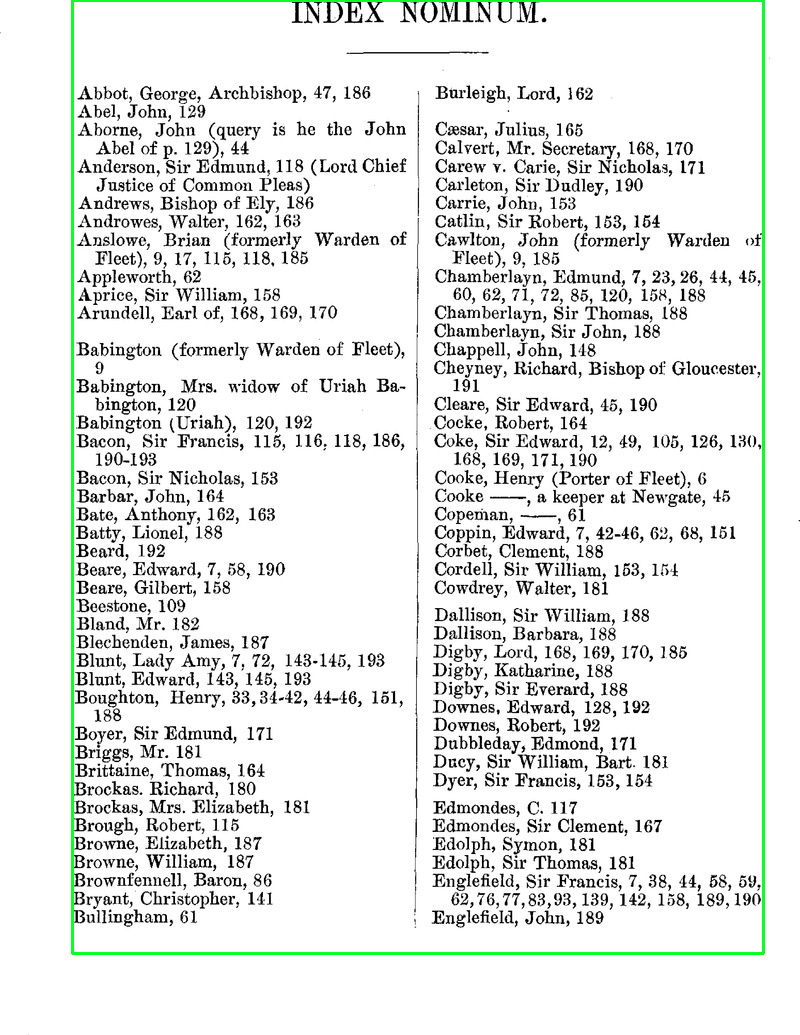 INDEX NOMINUM.
Abbot, George, Archbishop, 47, 186
Abel, John, 129
Aborne, John (query is he the John
Abel of p. 129), 44
Anderson, Sir Edmund, 118 (Lord Chief
Justice of Common Pleas)
Andrews, Bishop of Ely, 186
Androwes, Walter, 162, 163
Anslowe, Brian (formerly Warden of
Fleet), 9, 17, 115, 118, 185
Appleworth, 62
Aprice, Sir William, 158
Arundell, Earl of, 168, 169, 170
Babington (formerly Warden of Fleet),
9
Babington, Mrs. widow of Uriah Ba-
bington, 120
Babington (Uriah), 120, 192
Bacon, Sir Francis, 115, 116, 118, 186,
190-193
Bacon, Sir Nicholas, 153
Barbar, John, 164
Bate, Anthony, 162, 163
Batty, Lionel, 188
Beard, 192
Beare, Edward, 7, 58, 190
Beare, Gilbert, 158
Beestone, 109
Bland, Mr. 182
Blechenden, James, 187
Blunt, Lady Amy, 7, 72, 143-145, 193
Blunt, Edward, 143, 145, 193
Boughton, Henry, 33, 34-42, 44-46, 151,
188
Boyer, Sir Edmund, 171
Briggs, Mr. 181
Brittaine, Thomas, 164
Brockas. Richard, 180
Brockas, Mrs. Elizabeth, 181
Brough, Robert, 115
Browne, Elizabeth, 187
Browne, William, 187
Brownfennell, Baron, 86
Bryant, Christopher, 141
Bullingham, 61
Burleigh, Lord, 162
Cæsar, Julius, 165
Calvert, Mr. Secretary, 168, 170
Carew v. Carie, Sir Nicholas, 171
Carleton, Sir Dudley, 190
Carrie, John, 153
Catlin, Sir Robert, 153, 154
Cawlton, John (formerly Warden of
Fleet), 9, 185
Chamberlayn, Edmund, 7, 23, 26, 44, 45,
60, 62, 71, 72, 85, 120, 158, 188
Chamberlayn, Sir Thomas, 188
Chamberlayn, Sir John, 188
Chappell, John, 148
Cheyney, Richard, Bishop of Gloucester,
191
Cleare, Sir Edward, 45, 190
Cocke, Robert, 164
Coke, Sir Edward, 12, 49, 105, 126, 130,
168, 169, 171, 190
Cooke, Henry (Porter of Fleet), 6
Cooke ——, a keeper at Newgate, 45
Copeman, ——, 61
Coppin, Edward, 7, 42-46, 62, 68, 151
Corbet, Clement, 188
Cordell, Sir William, 153, 154
Cowdrey, Walter, 181
Dallison, Sir William, 188
Dallison, Barbara, 188
Digby, Lord, 168, 169, 170, 185
Digby, Katharine, 188
Digby, Sir Everard, 188
Downes, Edward, 128, 192
Downes, Robert, 192
Dubbleday, Edmond, 171
Ducy, Sir William, Bart. 181
Dyer, Sir Francis, 153, 154
Edmondes, C. 117
Edmondes, Sir Clement, 167
Edolph, Symon, 181
Edolph, Sir Thomas, 181
Englefield, Sir Francis, 7, 38, 44, 58, 59,
62, 76, 77, 83, 93, 139, 142, 158, 189, 190
Englefield, John, 189